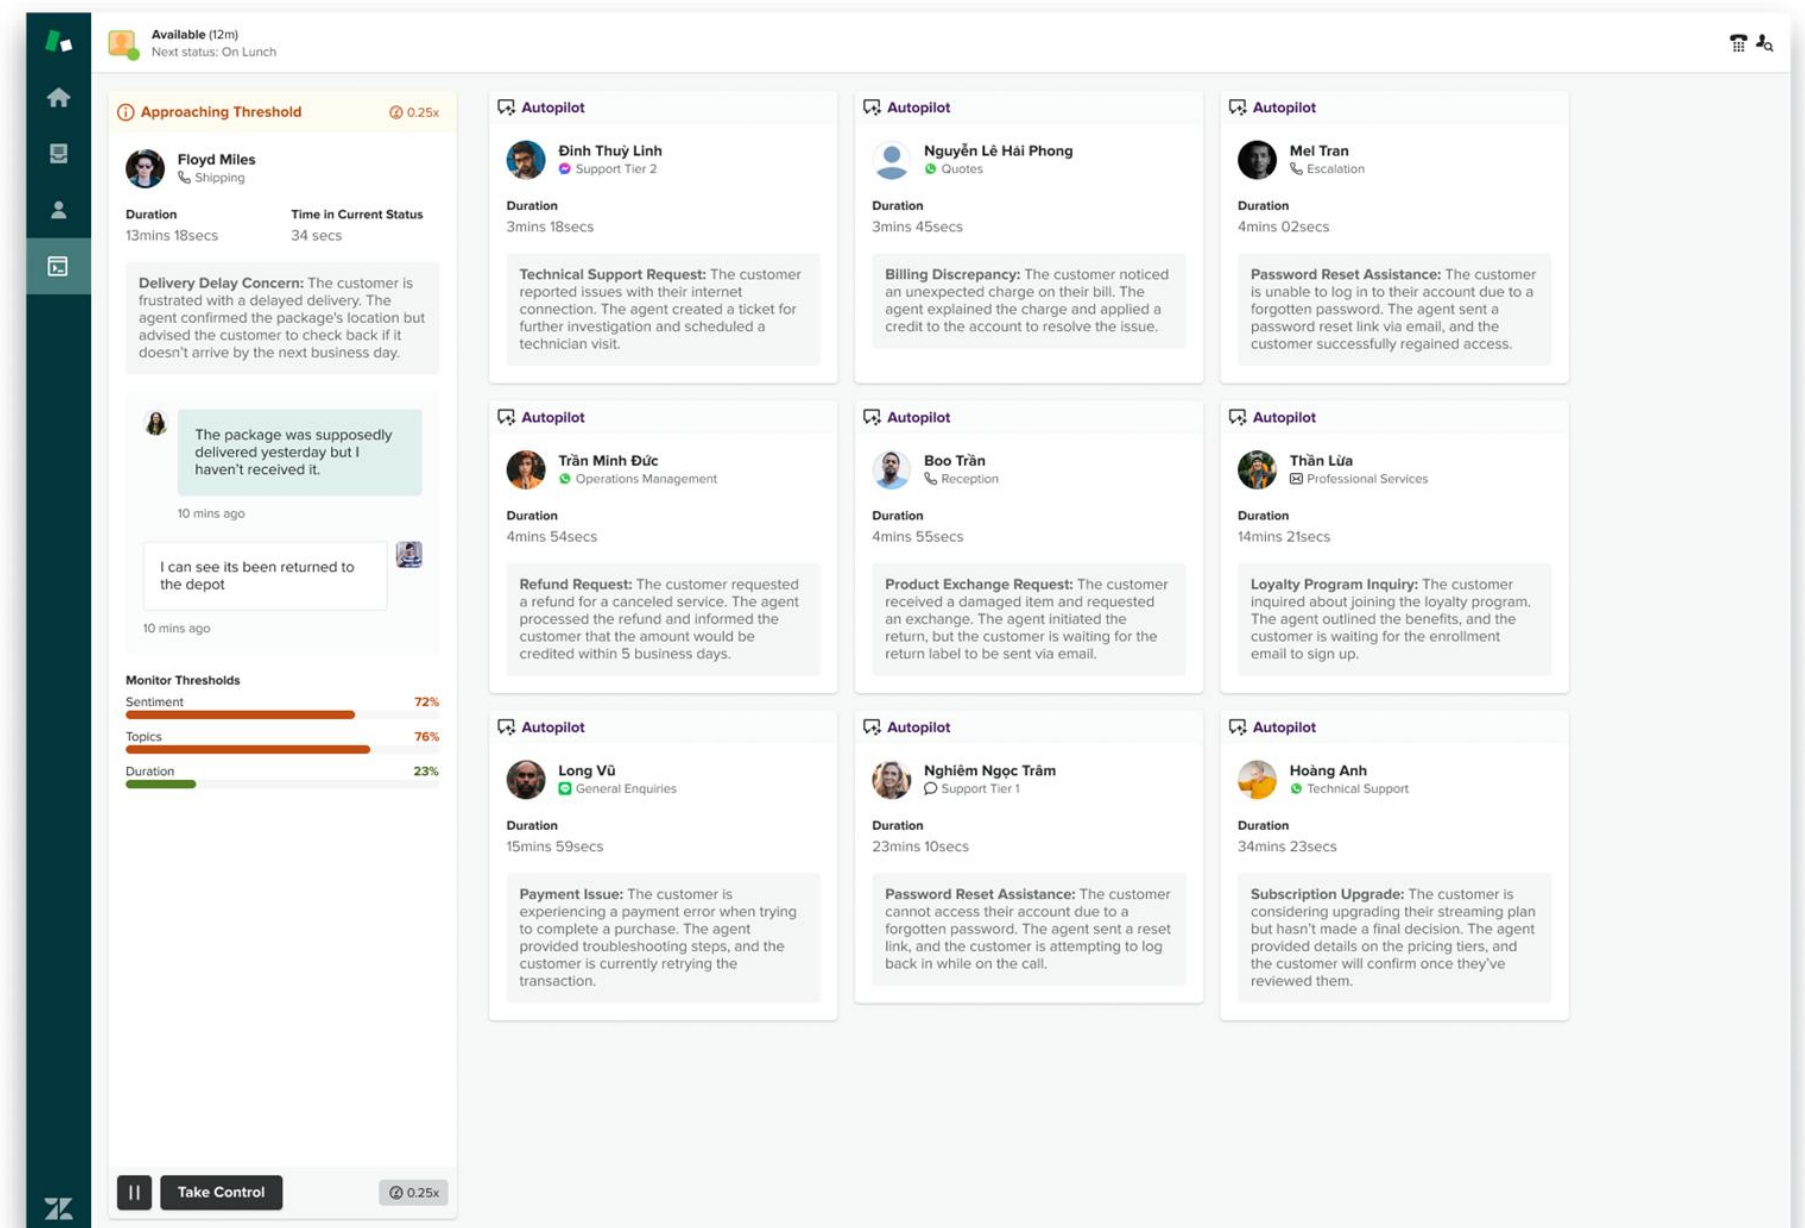 Available (12m)
Next status: On Lunch
Approaching Threshold
0.25x
Floyd Miles
Shipping
Duration
Time in Current Status
13mins 18secs
34 secs
Delivery Delay Concern: The customer is
frustrated with a delayed delivery. The
agent confirmed the package's location but
advised the customer to check back if it
doesn't arrive by the next business day.
The package was supposedly
delivered yesterday but I
haven't received it.
10 mins ago
I can see its been returned to
the depot
10 mins ago
Monitor Thresholds
Sentiment
72%
Topics
76%
Duration
23%
Take Control
0.25x
Autopilot
Đinh Thuỳ Linh
Support Tier 2
Duration
3mins 18secs
Technical Support Request: The customer
reported issues with their internet
connection. The agent created a ticket for
further investigation and scheduled a
technician visit.
Autopilot
Nguyễn Lê Hải Phong
Quotes
Duration
3mins 45secs
Billing Discrepancy: The customer noticed
an unexpected charge on their bill. The
agent explained the charge and applied a
credit to the account to resolve the issue.
Autopilot
Mel Tran
Escalation
Duration
4mins 02secs
Password Reset Assistance: The customer
is unable to log in to their account due to a
forgotten password. The agent sent a
password reset link via email, and the
customer successfully regained access.
Autopilot
Trần Minh Đức
Operations Management
Duration
4mins 54secs
Refund Request: The customer requested
a refund for a canceled service. The agent
processed the refund and informed the
customer that the amount would be
credited within 5 business days.
Autopilot
Boo Trần
Reception
Duration
4mins 55secs
Product Exchange Request: The customer
received a damaged item and requested
an exchange. The agent initiated the
return, but the customer is waiting for the
return label to be sent via email.
Autopilot
Thần Lừa
Professional Services
Duration
14mins 21secs
Loyalty Program Inquiry: The customer
inquired about joining the loyalty program.
The agent outlined the benefits, and the
customer is waiting for the enrollment
email to sign up.
Autopilot
Long Vũ
General Enquiries
Duration
15mins 59secs
Payment Issue: The customer is
experiencing a payment error when trying
to complete a purchase. The agent
provided troubleshooting steps, and the
customer is currently retrying the
transaction.
Autopilot
Nghiêm Ngọc Trâm
Support Tier 1
Duration
23mins 10secs
Password Reset Assistance: The customer
cannot access their account due to a
forgotten password. The agent sent a reset
link, and the customer is attempting to log
back in while on the call.
Autopilot
Hoàng Anh
Technical Support
Duration
34mins 23secs
Subscription Upgrade: The customer is
considering upgrading their streaming plan
but hasn't made a final decision. The agent
provided details on the pricing tiers, and
the customer will confirm once they've
reviewed them.